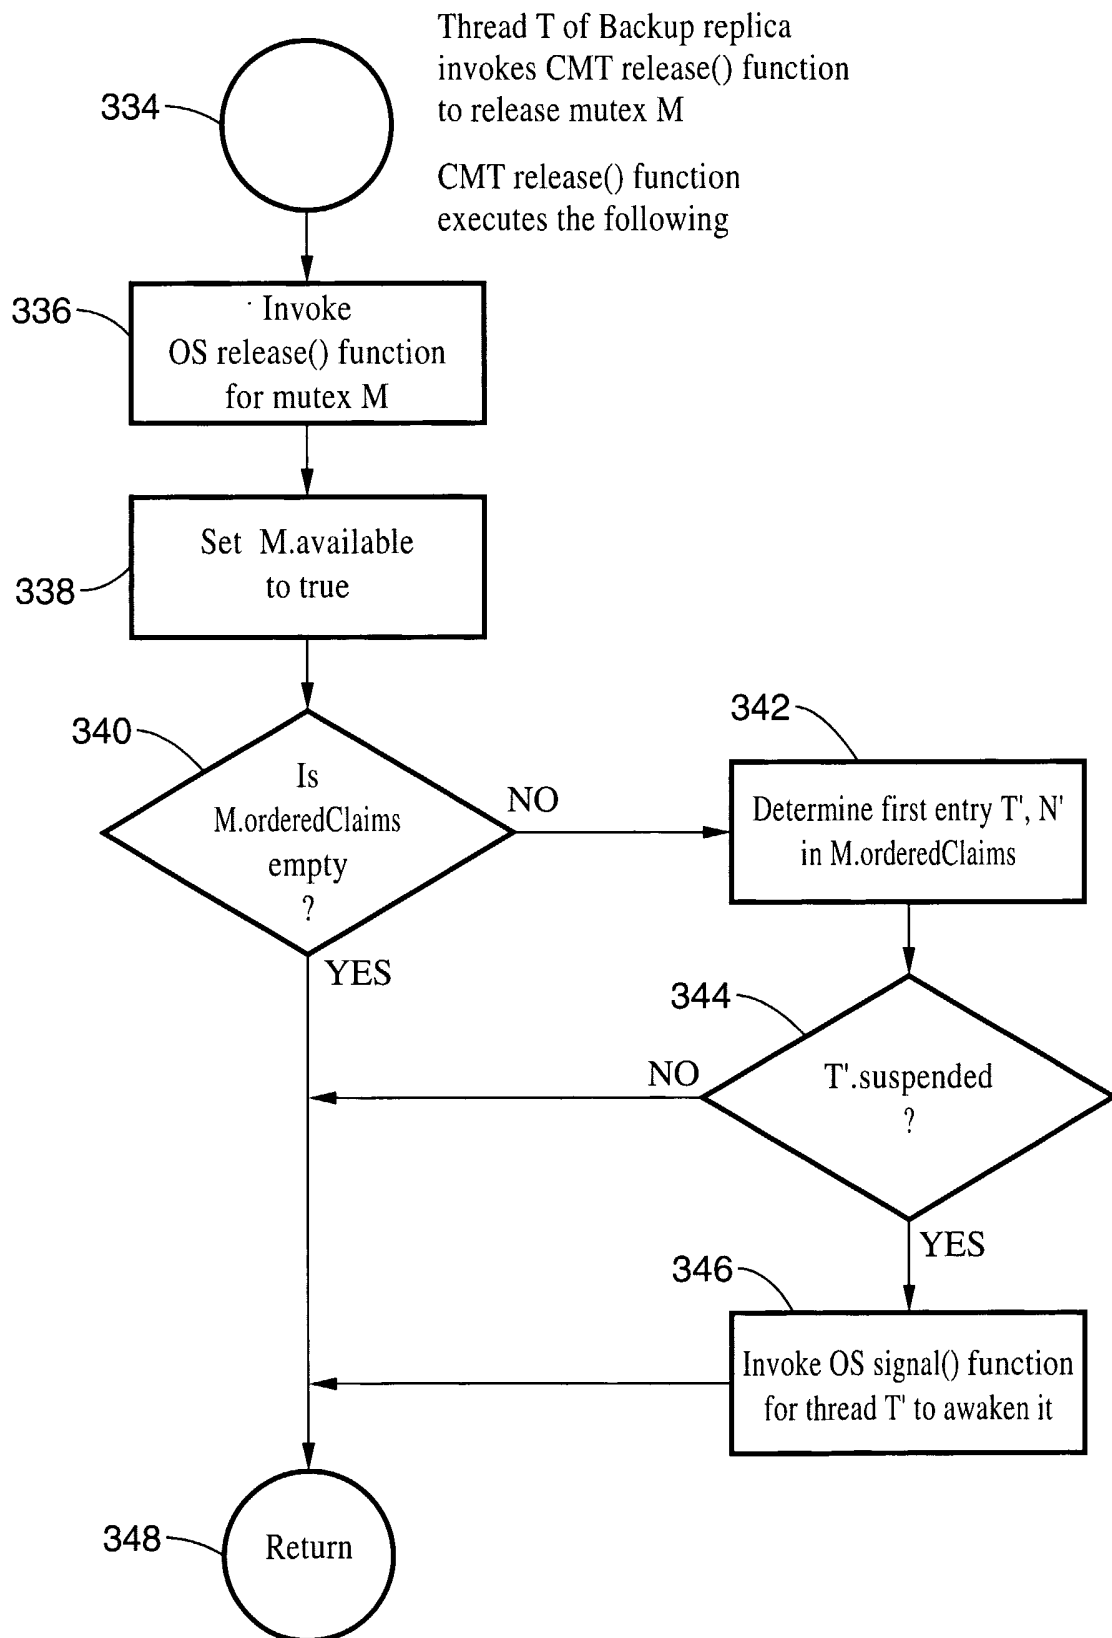 Thread T of Backup replica
invokes CMT release() function
to release mutex M
334
CMT release() function
executes the following
336
Invoke
OS release() function
for mutex M
338
Set M.available
to true
340
Is
M.orderedClaims
empty
?
NO
YES
342
Determine first entry T', N'
in M.orderedClaims
344
T'.suspended
?
NO
YES
346
Invoke OS signal() function
for thread T' to awaken it
348
Return